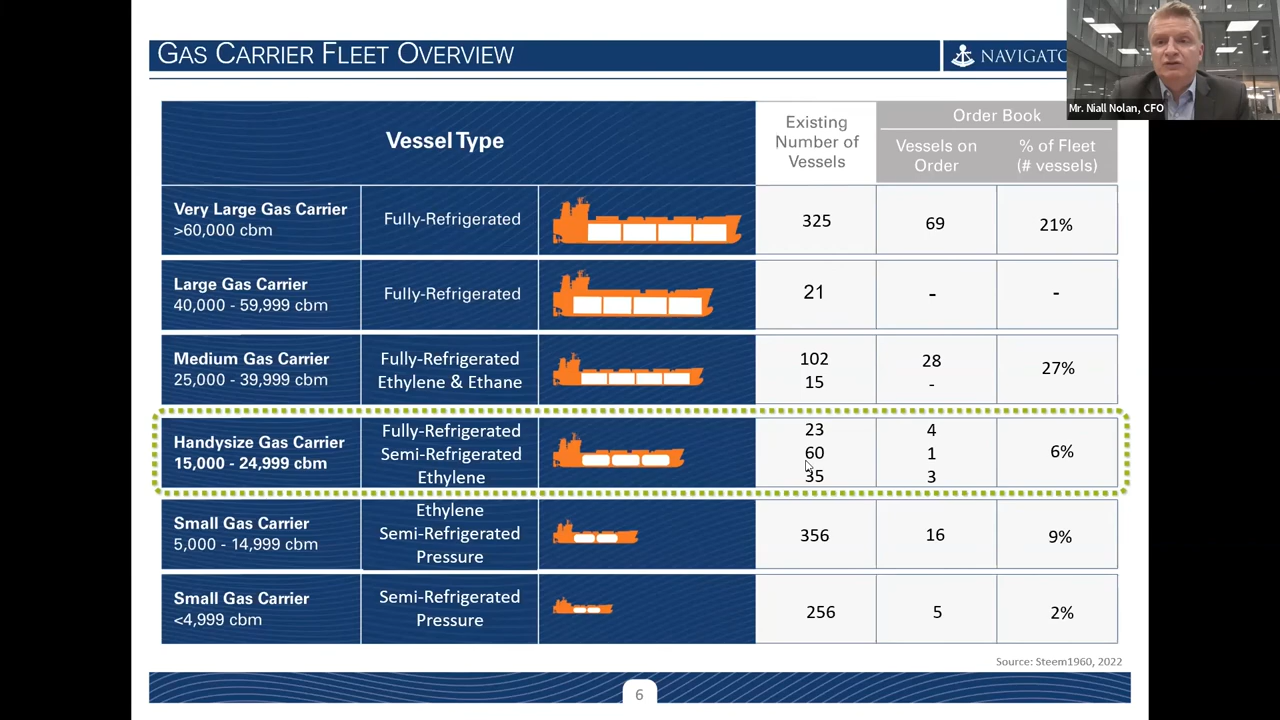 GAS CARRIER FLEET OVERVIEW
Mr. Niall Nolan, CFO
Vessel Type
Existing
Number of
Vessels
Order Book
Vessels on
Order
% of Fleet
(# vessels)
Very Large Gas Carrier
>60,000 cbm
Fully-Refrigerated
325
69
21%
Large Gas Carrier
40,000 - 59,999 cbm
Fully-Refrigerated
21
-
-
Medium Gas Carrier
25,000 - 39,999 cbm
Fully-Refrigerated
Ethylene & Ethane
102
15
28
-
27%
Handysize Gas Carrier
15,000 - 24,999 cbm
Fully-Refrigerated
Semi-Refrigerated
Ethylene
23
60
35
4
1
3
6%
Small Gas Carrier
5,000 - 14,999 cbm
Ethylene
Semi-Refrigerated
Pressure
356
16
9%
Small Gas Carrier
<4,999 cbm
Semi-Refrigerated
Pressure
256
5
2%
Source: Steem1960, 2022
6